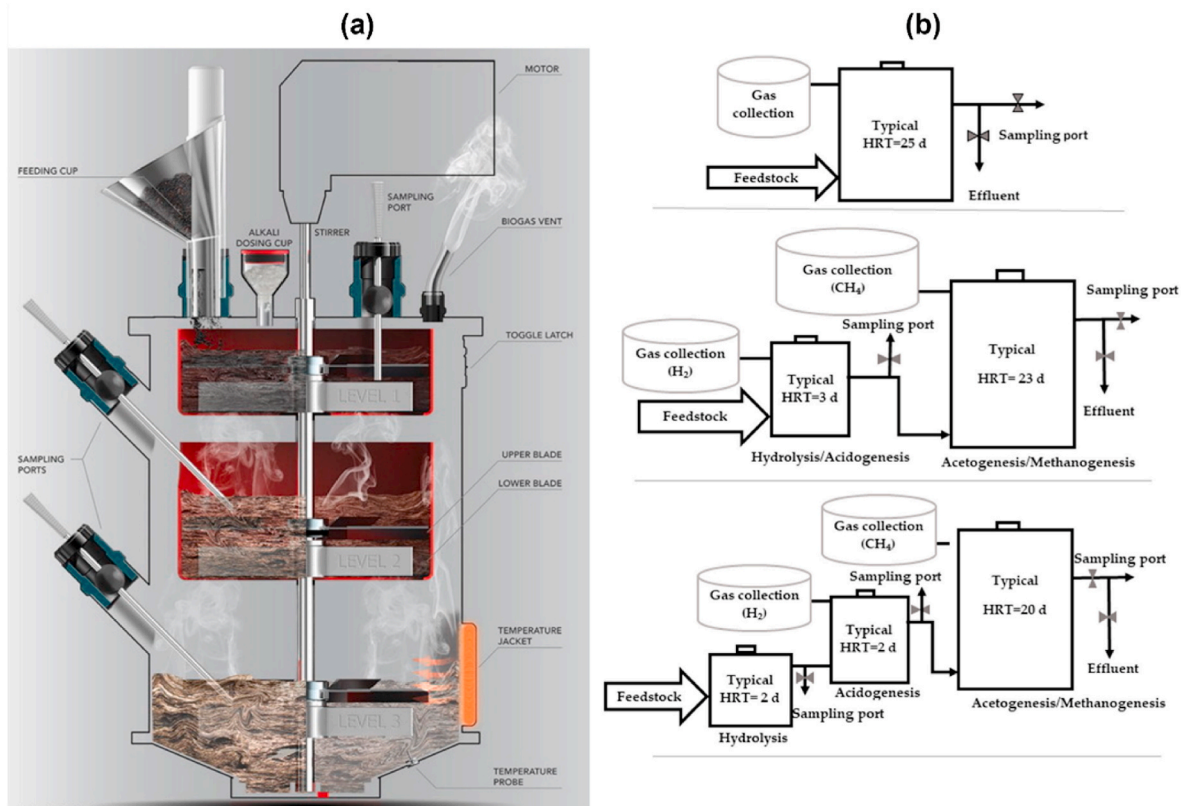 (a)
MOTOR
FEEDING CUP
SAMPLING
PORT
ALKALI
DOSING CUP
STIRRER
BIOGAS VENT
TOGGLE LATCH
LEVEL 1
SAMPLING
PORTS
UPPER BLADE
LOWER BLADE
LEVEL 2
TEMPERATURE
JACKET
LEVEL 3
TEMPERATURE
PROBE
(b)
Gas
collection
Typical
HRT=25 d
Sampling port
Feedstock
Effluent
Gas collection
(CH₄)
Sampling port
Sampling port
Gas collection
(H₂)
Typical
HRT=3 d
Typical
HRT= 23 d
Feedstock
Effluent
Hydrolysis/Acidogenesis
Acetogenesis/Methanogenesis
Gas collection
(CH₄)
Sampling port
Sampling port
Gas collection
(H₂)
Typical
HRT=2 d
Typical
HRT=20 d
Feedstock
Typical
HRT= 2 d
Acidogenesis
Effluent
Sampling port
Acetogenesis/Methanogenesis
Hydrolysis